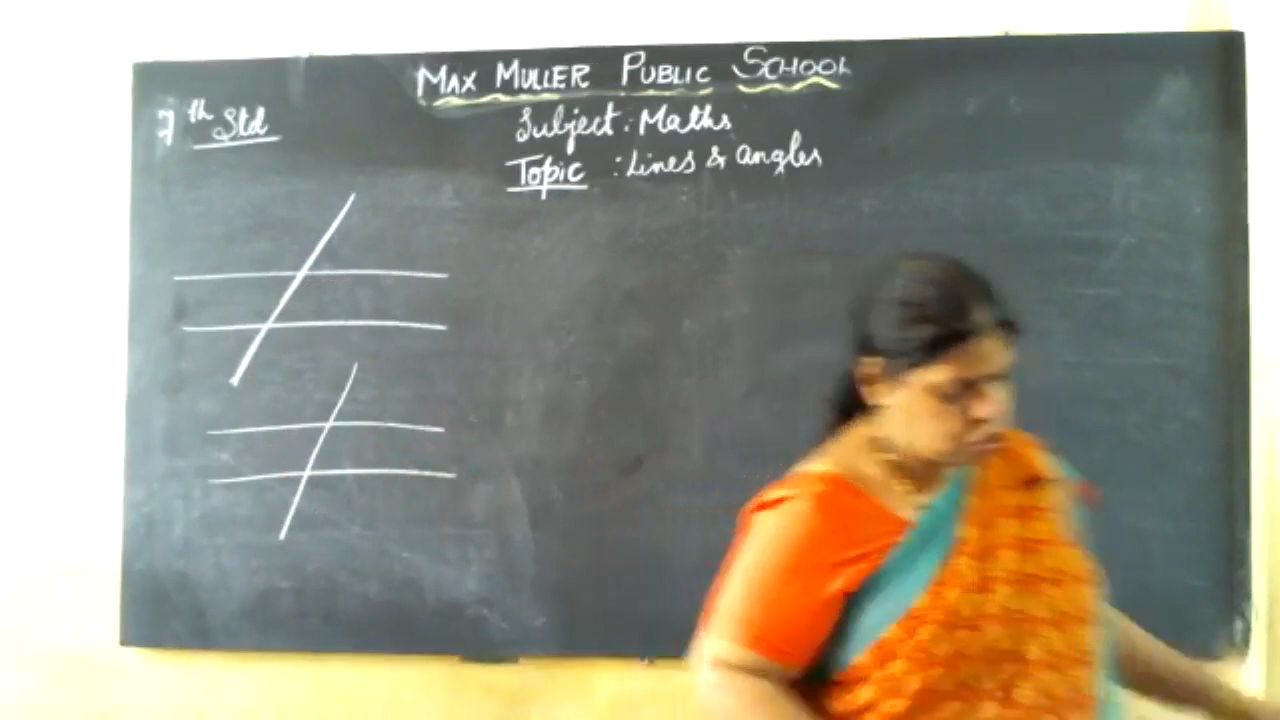 MAX MULLER PUBLIC SCHOOL
7th Std
Subject : Maths
Topic : Lines & angles